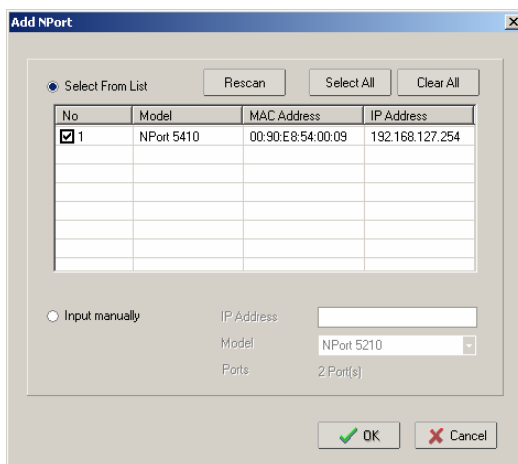 Add NPort
Select From List Rescan Select All Clear All
No Model MAC Address IP Address
1 NPort 5410 00:90:E8:54:00:09 192.168.127.254
Input manually IP Address
Model NPort 5210
Ports 2 Port(s)
OK Cancel